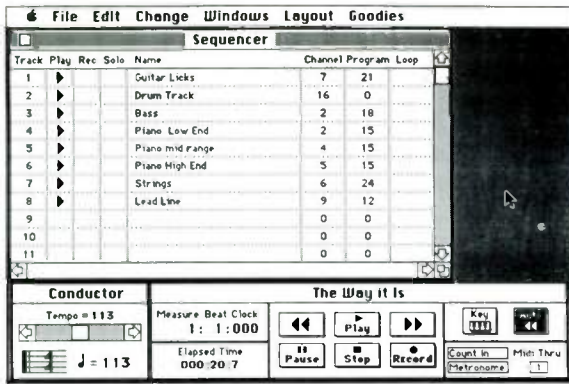 File Edit Change Windows Layout Goodies
Sequencer
Track Play Rec Solo Name Channel Program Loop
1 Guitar Licks 7 21
2 Drum Track 16 0
3 Bass 2 18
4 Piano Low End 2 15
5 Piano mid range 4 15
6 Piano High End 5 15
7 Strings 6 24
8 Lead Line 9 12
9 0 0
10 0 0
11 0 0
Conductor The Way it Is
Tempo = 113
4
4
♩ = 113
Measure Beat Clock
1: 1:000
Elapsed Time
000:20:7
Play
Pause Stop Record
Key
Count In Midi Thru
Metronome 1